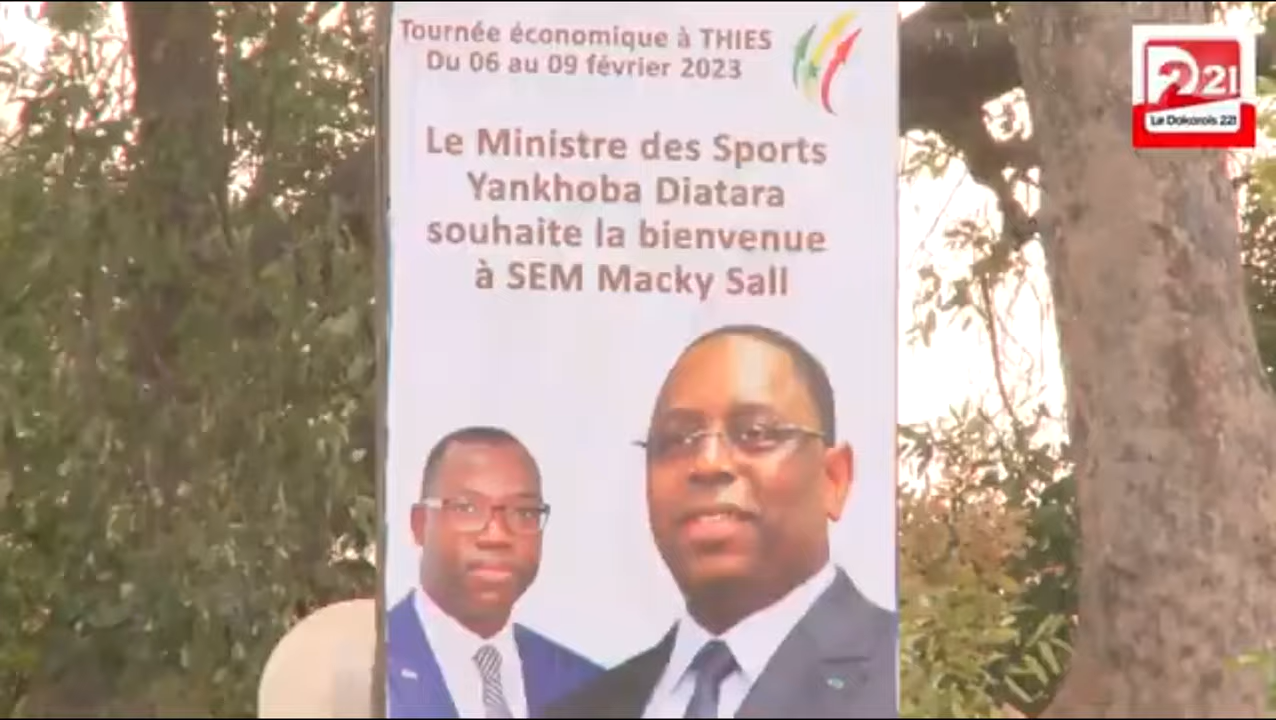 Tournée économique à THIES
Du 06 au 09 février 2023
Le Ministre des Sports
Yankhoba Diatara
souhaite la bienvenue
à SEM Macky Sall
D221
Le Dakarois 221